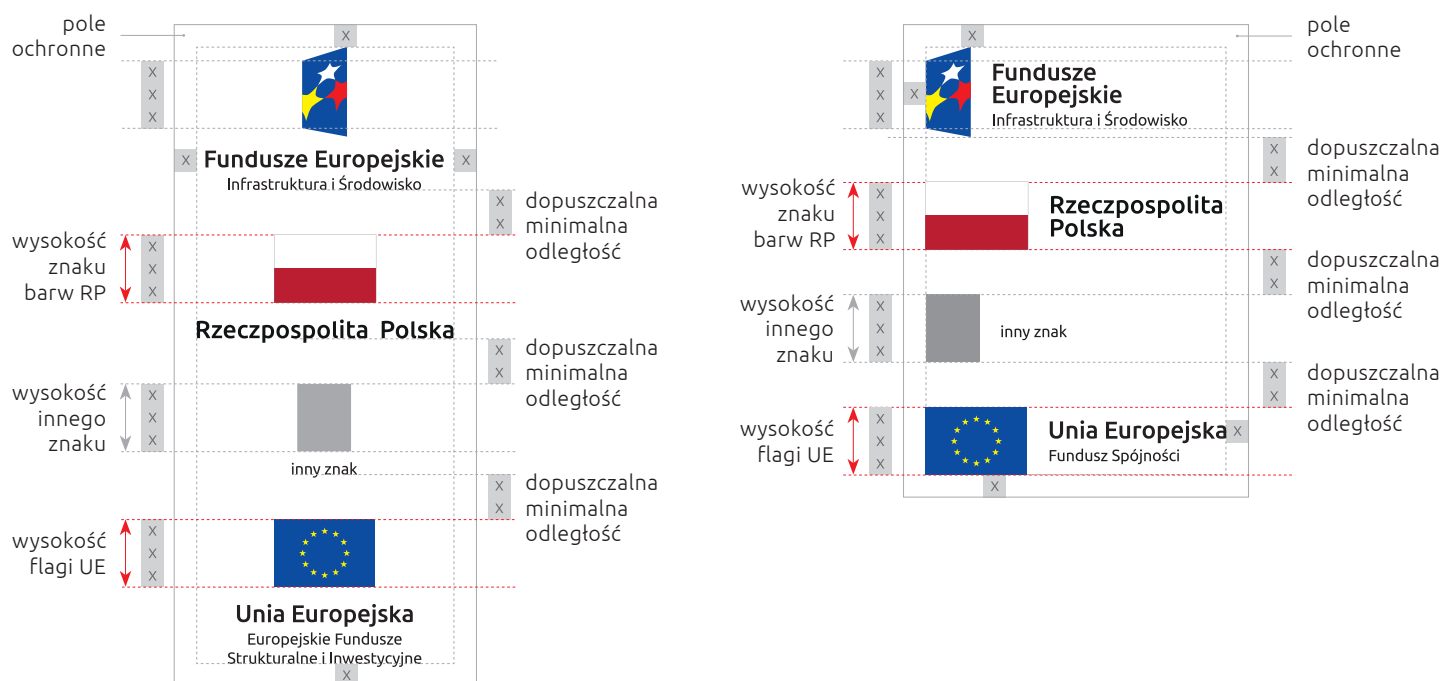 pole
ochronne
X
X
X
X
X
X
Fundusze Europejskie
Infrastruktura i Środowisko
X
X
dopuszczalna
minimalna
odległość
wysokość
znaku
barw RP
X
X
X
Rzeczpospolita Polska
X
X
dopuszczalna
minimalna
odległość
wysokość
innego
znaku
X
X
X
inny znak
X
X
dopuszczalna
minimalna
odległość
wysokość
flagi UE
X
X
X
Unia Europejska
Europejskie Fundusze
Strukturalne i Inwestycyjne
X
pole
ochronne
X
X
X
X
X
Fundusze
Europejskie
Infrastruktura i Środowisko
X
X
dopuszczalna
minimalna
odległość
wysokość
znaku
barw RP
X
X
X
Rzeczpospolita
Polska
X
X
dopuszczalna
minimalna
odległość
wysokość
innego
znaku
X
X
X
inny znak
X
X
dopuszczalna
minimalna
odległość
wysokość
flagi UE
X
X
X
Unia Europejska
Fundusz Spójności
X
X